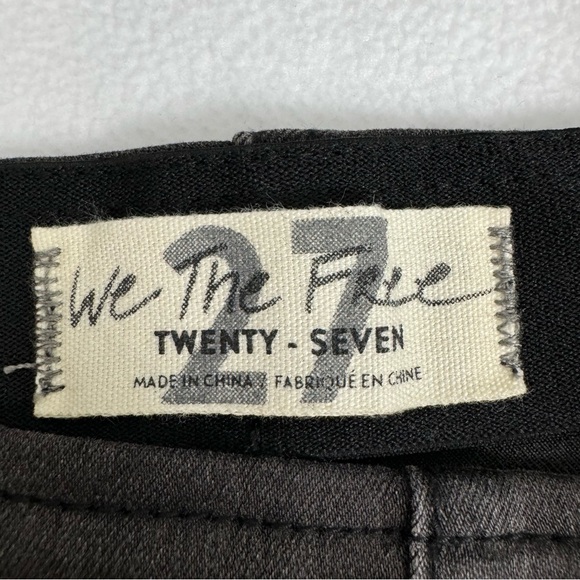 27
We The Free
TWENTY - SEVEN
MADE IN CHINA / FABRIQUÉ EN CHINE